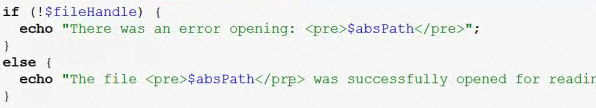 if (!$fileHandle) {
echo "There was an error opening: <pre>$absPath</pre>";
}
else {
echo "The file <pre>$absPath</prp> was successfully opened for readin
}